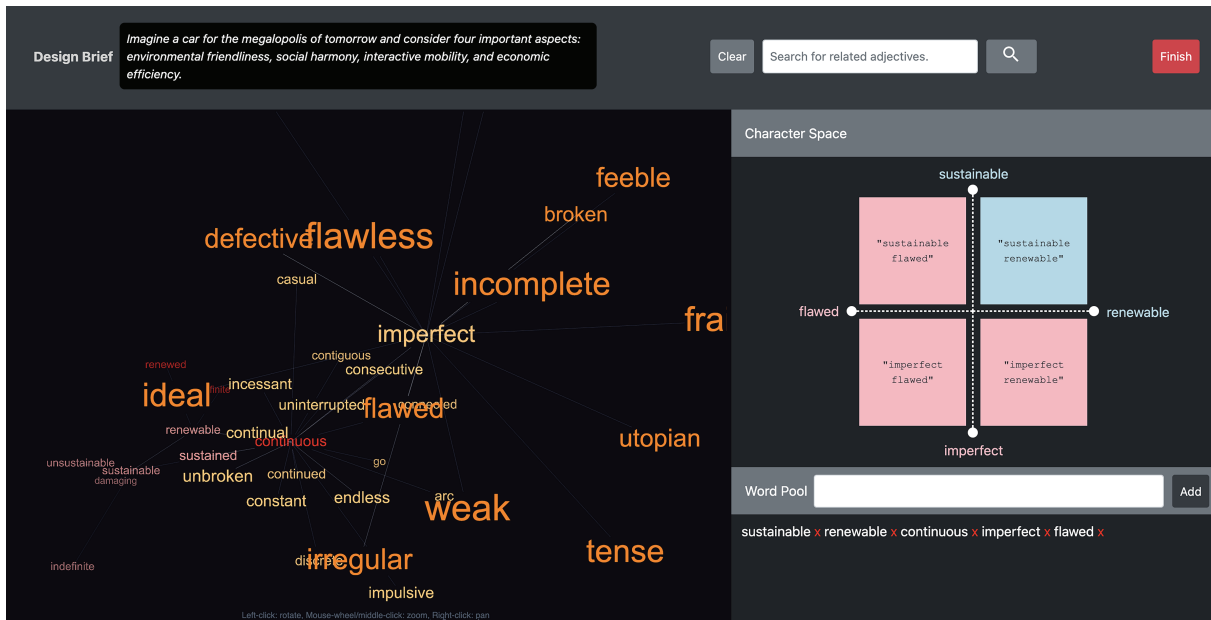 Design Brief
Imagine a car for the megalopolis of tomorrow and consider four important aspects:
environmental friendliness, social harmony, interactive mobility, and economic
efficiency.
Clear
Search for related adjectives.
Finish
Character Space
sustainable
"sustainable
flawed"
"sustainable
renewable"
flawed
renewable
"imperfect
flawed"
"imperfect
renewable"
imperfect
Word Pool
Add
sustainable x renewable x continuous x imperfect x flawed x
feeble
broken
defective
flawless
casual
incomplete
fra
imperfect
contiguous
renewed
consecutive
incessant
ideal
finite
uninterrupted
flawed
connected
renewable
continual
continuous
utopian
sustained
unsustainable
sustainable
go
damaging
unbroken
continued
constant
endless
arc
weak
tense
discrete
irregular
indefinite
impulsive
Left-click: rotate, Mouse-wheel/middle-click: zoom, Right-click: pan